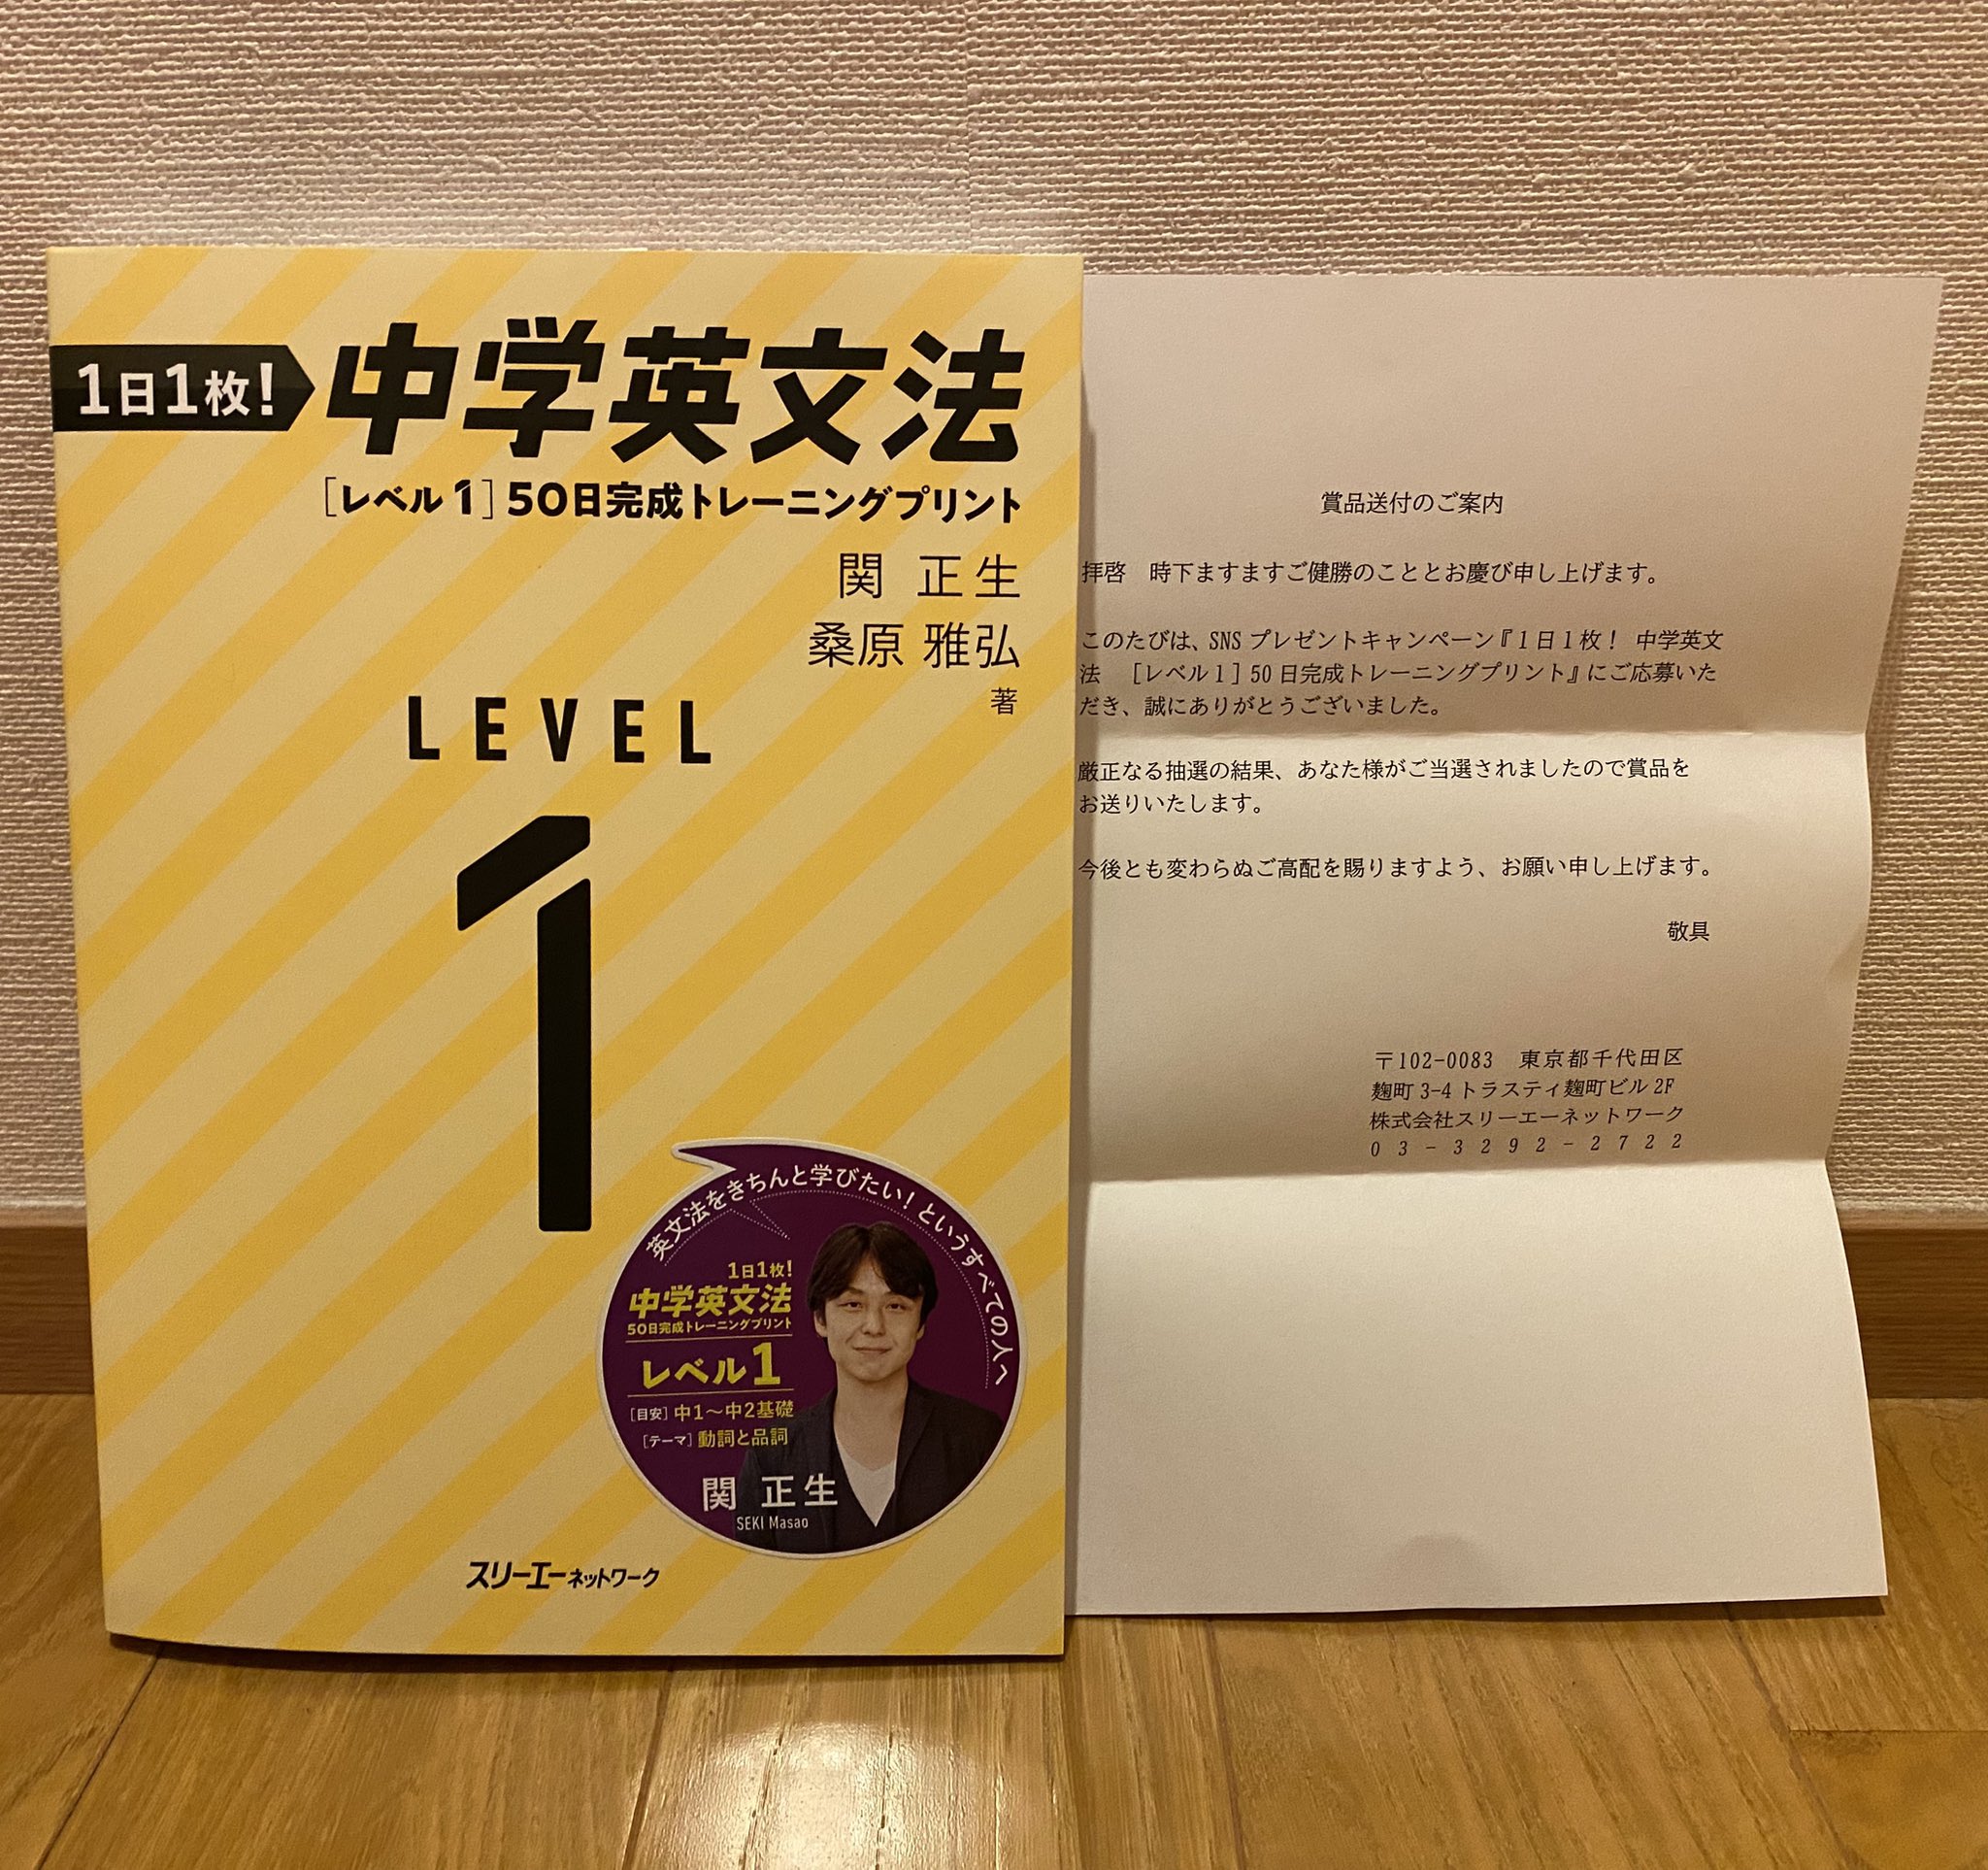 1日1枚!
中学英文法
[レベル1]50日完成トレーニングプリント
関 正生
桑原 雅弘
著
LEVEL
1
英文法をきちんと学びたい!というすべての人へ
1日1枚!
中学英文法
50日完成トレーニングプリント
レベル1
[目安]中1〜中2基礎
[テーマ]動詞と品詞
関 正生
SEKI Masao
スリーエーネットワーク
賞品送付のご案内
拝啓 時下ますますご健勝のこととお慶び申し上げます。
このたびは、SNSプレゼントキャンペーン『1日1枚! 中学英文
法 [レベル1]50日完成トレーニングプリント』にご応募いた
だき、誠にありがとうございました。
厳正なる抽選の結果、あなた様がご当選されましたので賞品を
お送りいたします。
今後とも変わらぬご高配を賜りますよう、お願い申し上げます。
敬具
〒102-0083 東京都千代田区
麹町3-4トラスティ麹町ビル2F
株式会社スリーエーネットワーク
03-3292-2722